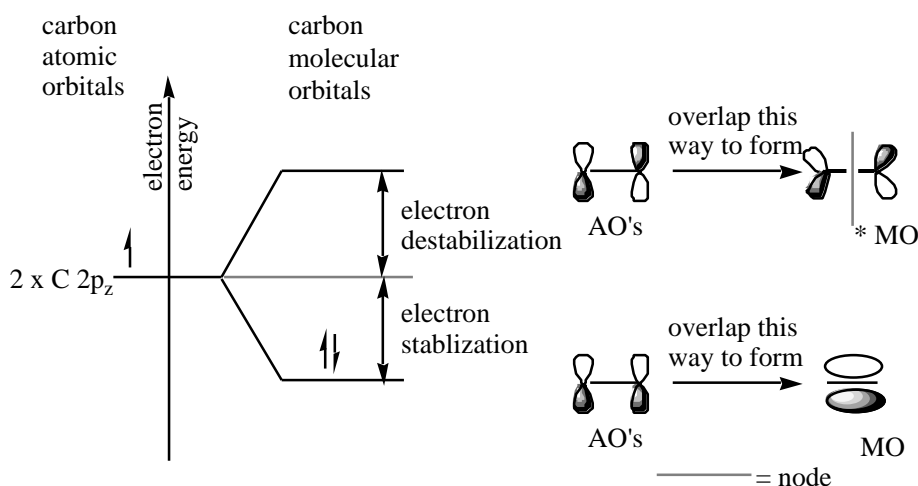 carbon
atomic
orbitals
carbon
molecular
orbitals
electron
energy
2 x C 2pz
electron
destabilization
electron
stablization
AO's
overlap this
way to form
* MO
AO's
overlap this
way to form
MO
= node